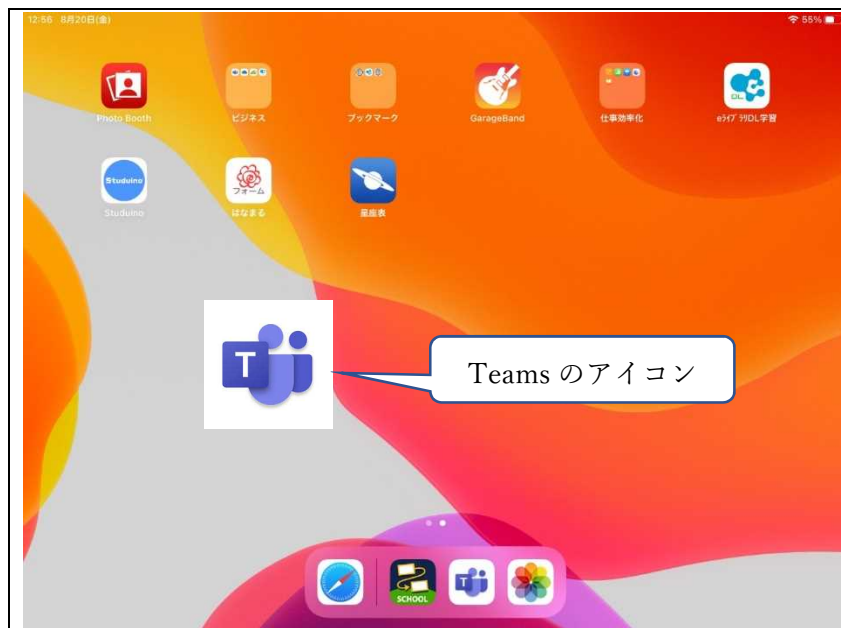 12:56 8月20日(金)
55%
Photo Booth
ビジネス
ブックマーク
GarageBand
仕事効率化
eライブラリDL学習
DL
Studuino
Studuino
フォーム
はなまる
星座表
T
Teams のアイコン
SCHOOL
T